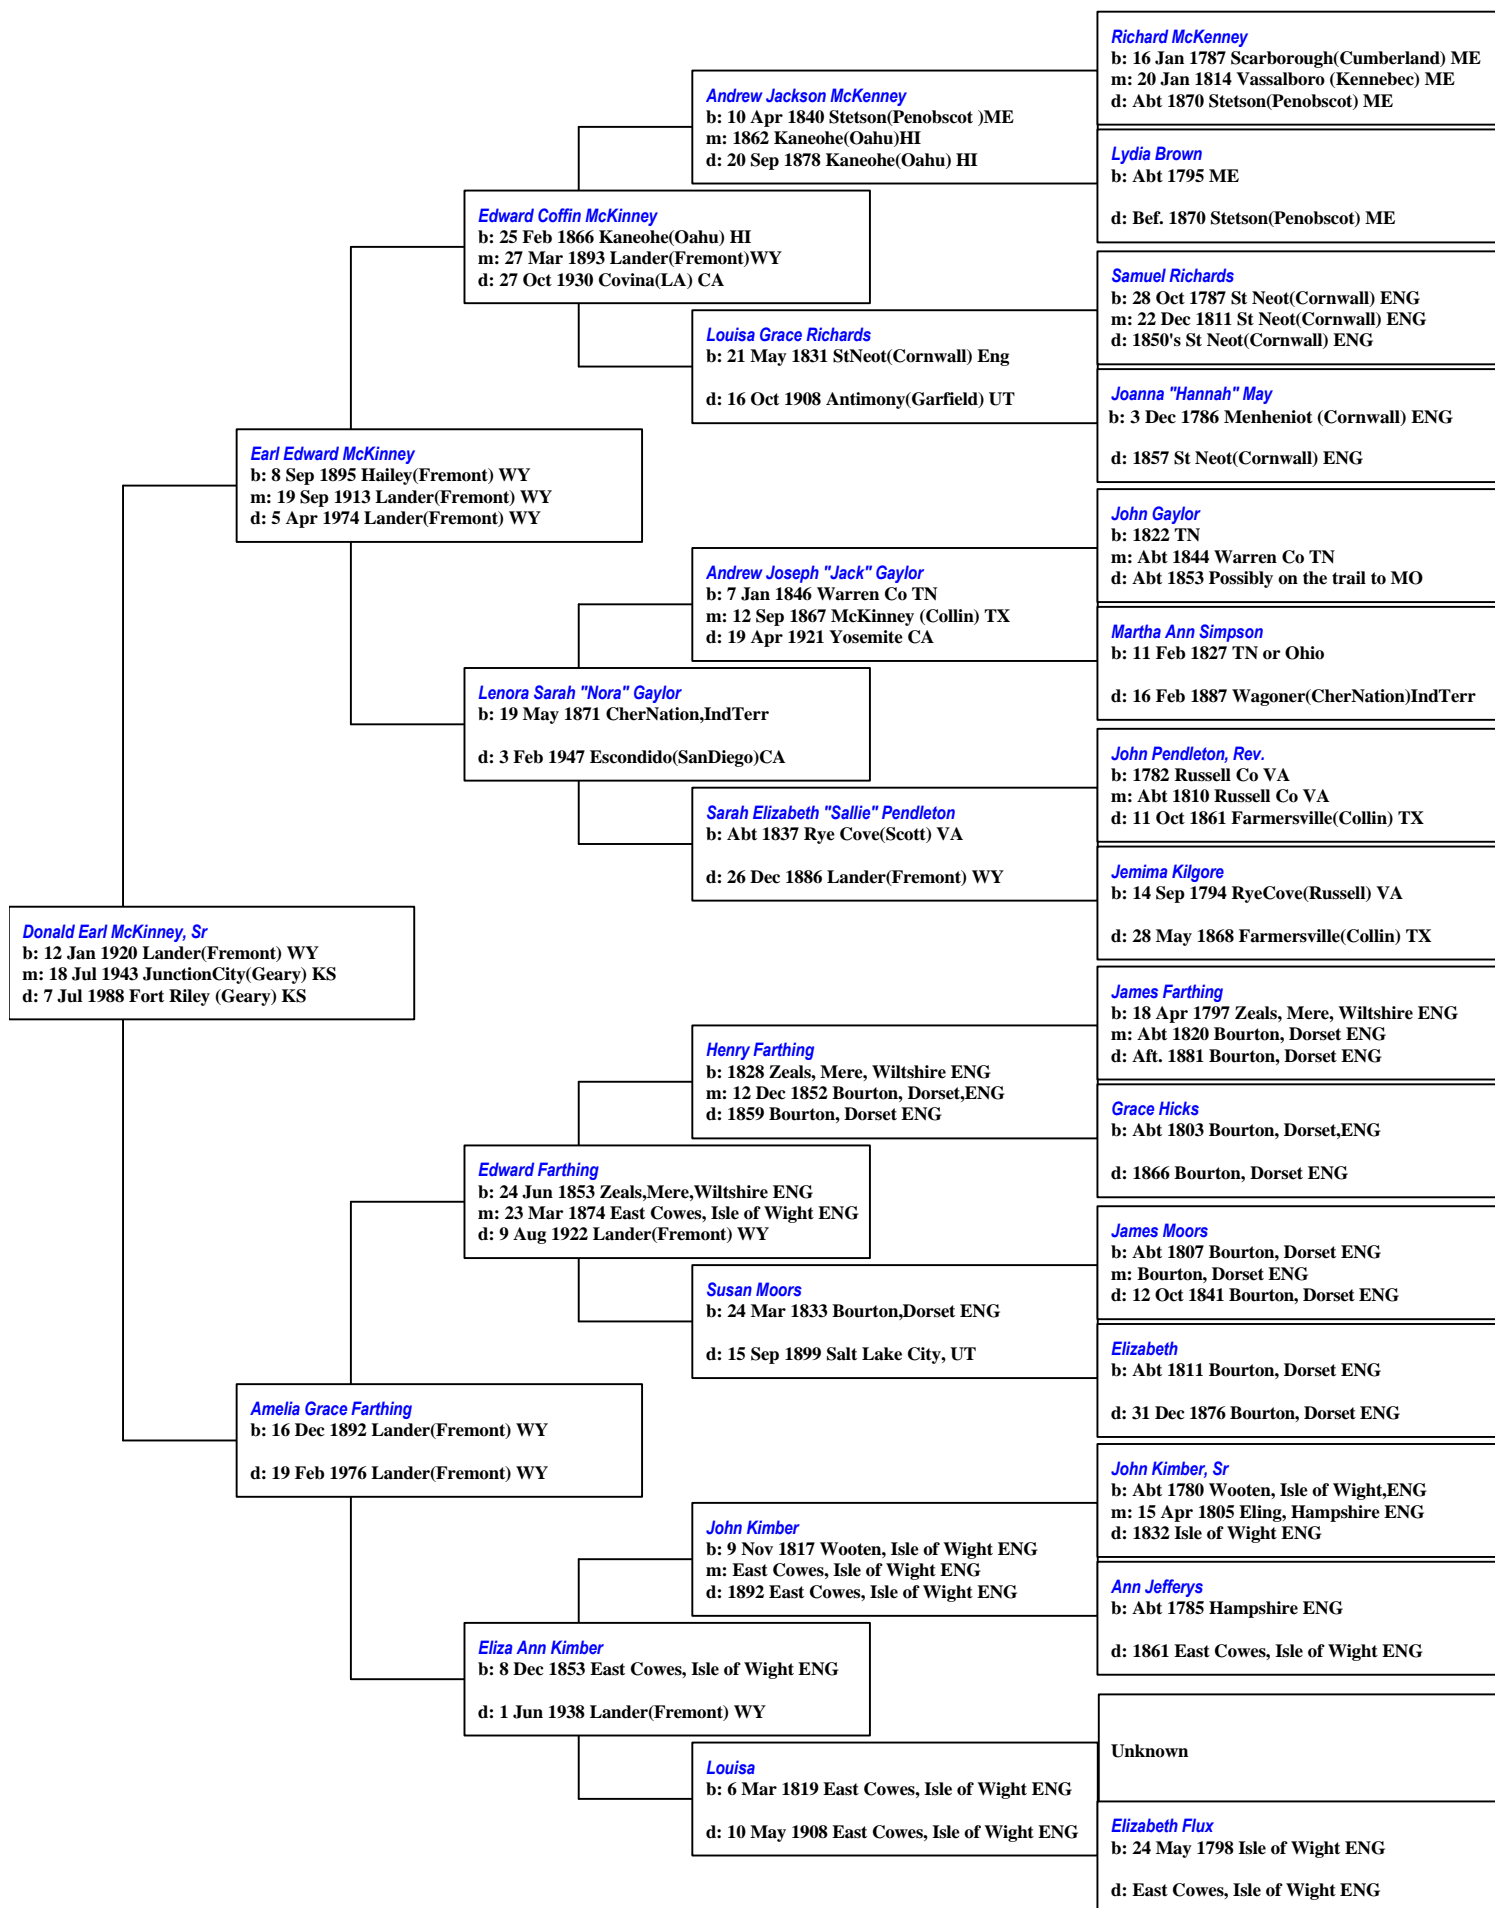 Richard McKenney
b: 16 Jan 1787 Scarborough(Cumberland) ME
m: 20 Jan 1814 Vassalboro (Kennebec) ME
d: Abt 1870 Stetson(Penobscot) ME
Andrew Jackson McKenney
b: 10 Apr 1840 Stetson(Penobscot )ME
m: 1862 Kaneohe(Oahu)HI
d: 20 Sep 1878 Kaneohe(Oahu) HI
Lydia Brown
b: Abt 1795 ME
d: Bef. 1870 Stetson(Penobscot) ME
Edward Coffin McKinney
b: 25 Feb 1866 Kaneohe(Oahu) HI
m: 27 Mar 1893 Lander(Fremont)WY
d: 27 Oct 1930 Covina(LA) CA
Samuel Richards
b: 28 Oct 1787 St Neot(Cornwall) ENG
m: 22 Dec 1811 St Neot(Cornwall) ENG
d: 1850's St Neot(Cornwall) ENG
Louisa Grace Richards
b: 21 May 1831 StNeot(Cornwall) Eng
d: 16 Oct 1908 Antimony(Garfield) UT
Joanna "Hannah" May
b: 3 Dec 1786 Menheniot (Cornwall) ENG
d: 1857 St Neot(Cornwall) ENG
Earl Edward McKinney
b: 8 Sep 1895 Hailey(Fremont) WY
m: 19 Sep 1913 Lander(Fremont) WY
d: 5 Apr 1974 Lander(Fremont) WY
John Gaylor
b: 1822 TN
m: Abt 1844 Warren Co TN
d: Abt 1853 Possibly on the trail to MO
Andrew Joseph "Jack" Gaylor
b: 7 Jan 1846 Warren Co TN
m: 12 Sep 1867 McKinney (Collin) TX
d: 19 Apr 1921 Yosemite CA
Martha Ann Simpson
b: 11 Feb 1827 TN or Ohio
d: 16 Feb 1887 Wagoner(CherNation)IndTerr
Lenora Sarah "Nora" Gaylor
b: 19 May 1871 CherNation,IndTerr
d: 3 Feb 1947 Escondido(SanDiego)CA
John Pendleton, Rev.
b: 1782 Russell Co VA
m: Abt 1810 Russell Co VA
d: 11 Oct 1861 Farmersville(Collin) TX
Sarah Elizabeth "Sallie" Pendleton
b: Abt 1837 Rye Cove(Scott) VA
d: 26 Dec 1886 Lander(Fremont) WY
Jemima Kilgore
b: 14 Sep 1794 RyeCove(Russell) VA
d: 28 May 1868 Farmersville(Collin) TX
Donald Earl McKinney, Sr
b: 12 Jan 1920 Lander(Fremont) WY
m: 18 Jul 1943 JunctionCity(Geary) KS
d: 7 Jul 1988 Fort Riley (Geary) KS
James Farthing
b: 18 Apr 1797 Zeals, Mere, Wiltshire ENG
m: Abt 1820 Bourton, Dorset ENG
d: Aft. 1881 Bourton, Dorset ENG
Henry Farthing
b: 1828 Zeals, Mere, Wiltshire ENG
m: 12 Dec 1852 Bourton, Dorset,ENG
d: 1859 Bourton, Dorset ENG
Grace Hicks
b: Abt 1803 Bourton, Dorset,ENG
d: 1866 Bourton, Dorset ENG
Edward Farthing
b: 24 Jun 1853 Zeals,Mere,Wiltshire ENG
m: 23 Mar 1874 East Cowes, Isle of Wight ENG
d: 9 Aug 1922 Lander(Fremont) WY
James Moors
b: Abt 1807 Bourton, Dorset ENG
m: Bourton, Dorset ENG
d: 12 Oct 1841 Bourton, Dorset ENG
Susan Moors
b: 24 Mar 1833 Bourton,Dorset ENG
d: 15 Sep 1899 Salt Lake City, UT
Elizabeth
b: Abt 1811 Bourton, Dorset ENG
d: 31 Dec 1876 Bourton, Dorset ENG
Amelia Grace Farthing
b: 16 Dec 1892 Lander(Fremont) WY
d: 19 Feb 1976 Lander(Fremont) WY
John Kimber, Sr
b: Abt 1780 Wooten, Isle of Wight,ENG
m: 15 Apr 1805 Eling, Hampshire ENG
d: 1832 Isle of Wight ENG
John Kimber
b: 9 Nov 1817 Wooten, Isle of Wight ENG
m: East Cowes, Isle of Wight ENG
d: 1892 East Cowes, Isle of Wight ENG
Ann Jefferys
b: Abt 1785 Hampshire ENG
d: 1861 East Cowes, Isle of Wight ENG
Eliza Ann Kimber
b: 8 Dec 1853 East Cowes, Isle of Wight ENG
d: 1 Jun 1938 Lander(Fremont) WY
Unknown
Louisa
b: 6 Mar 1819 East Cowes, Isle of Wight ENG
d: 10 May 1908 East Cowes, Isle of Wight ENG
Elizabeth Flux
b: 24 May 1798 Isle of Wight ENG
d: East Cowes, Isle of Wight ENG